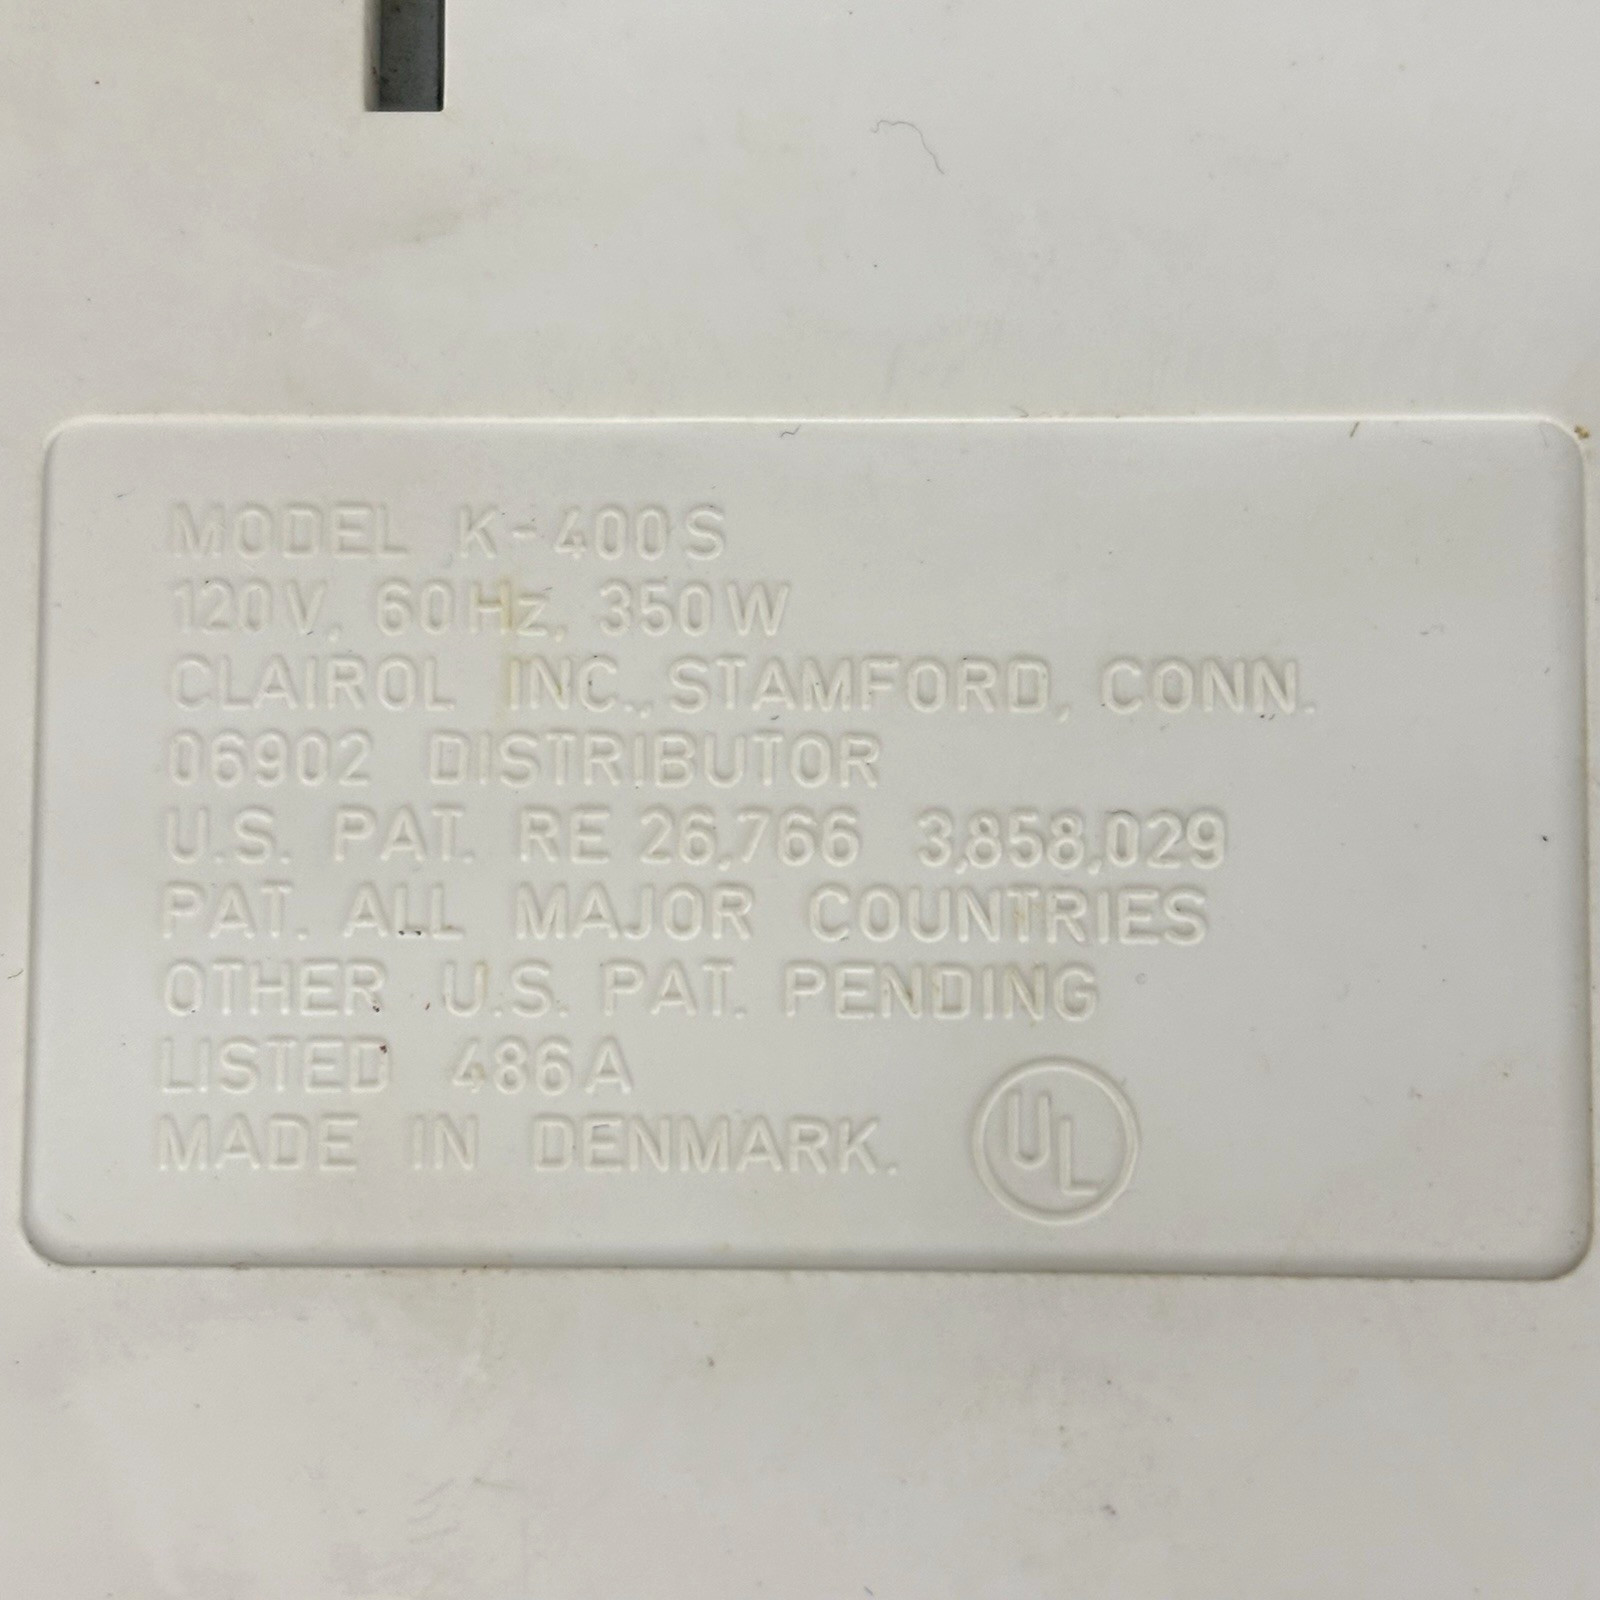 MODEL K-400S
120V, 60Hz, 350W
CLAIROL INC., STAMFORD, CONN.
06902 DISTRIBUTOR
U.S. PAT. RE 26,766 3,858,029
PAT. ALL MAJOR COUNTRIES
OTHER U.S. PAT. PENDING
LISTED 486A
MADE IN DENMARK.
UL